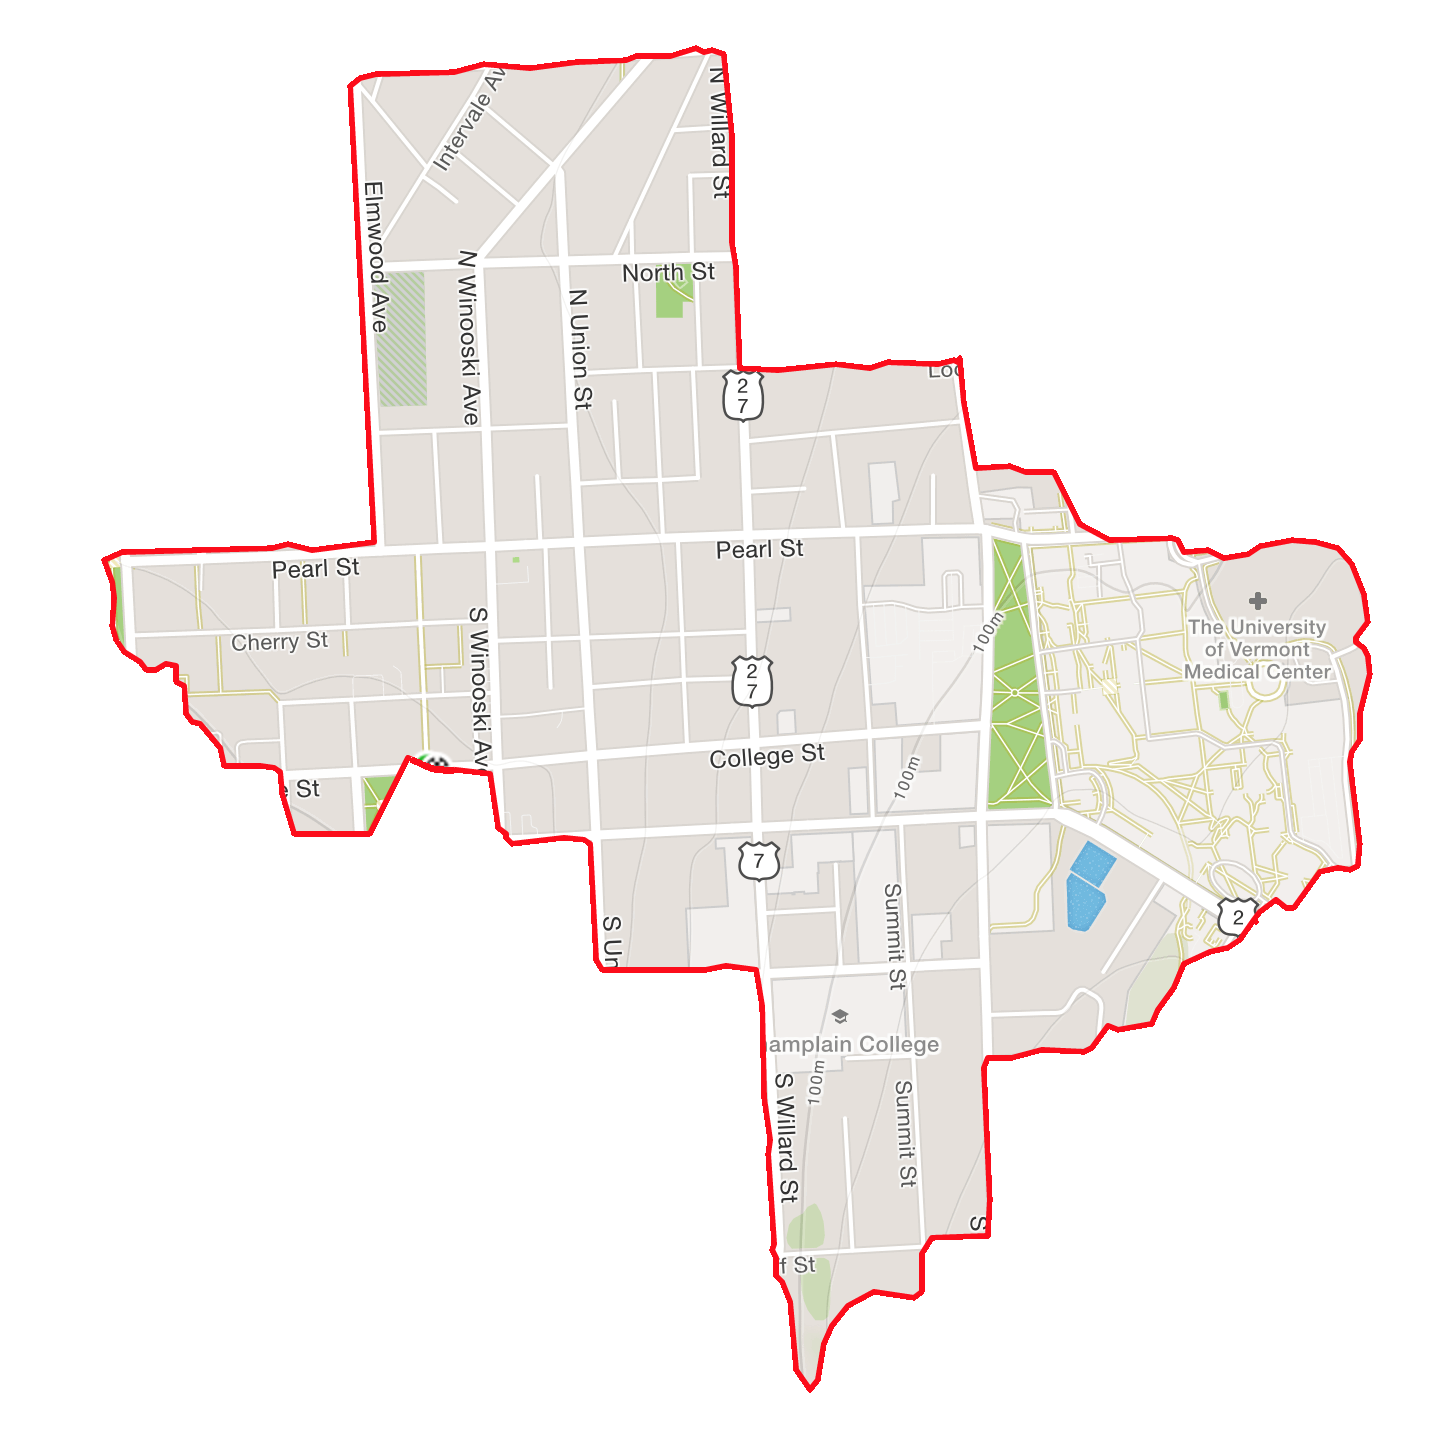 Intervale Av
N Willard St
Elmwood Ave
N Winooski Ave
North St
N Union St
2
7
Loc
Pearl St
Pearl St
The University
of Vermont
Medical Center
Cherry St
S Winooski Av
100m
2
7
College St
100m
e St
7
Summit St
2
S Un
amplain College
100m
S Willard St
Summit St
S
f St